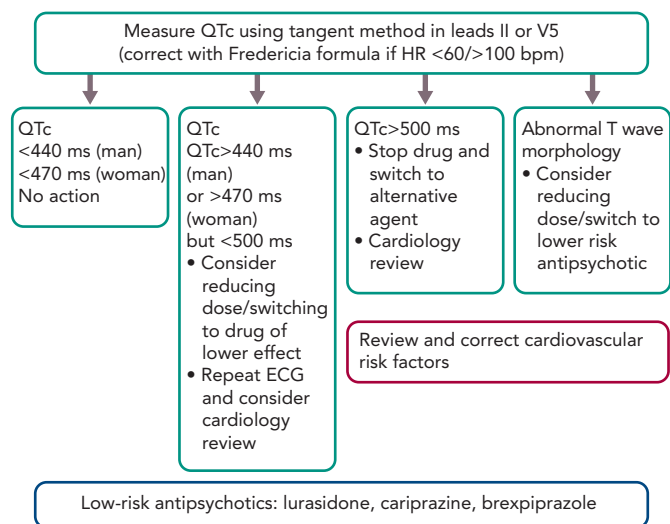 Measure QTc using tangent method in leads II or V5
(correct with Fredericia formula if HR <60/>100 bpm)
QTc
<440 ms (man)
<470 ms (woman)
No action
QTc
QTc>440 ms
(man)
or >470 ms
(woman)
but <500 ms
• Consider
reducing
dose/switching
to drug of
lower effect
• Repeat ECG
and consider
cardiology
review
QTc>500 ms
• Stop drug and
switch to
alternative
agent
• Cardiology
review
Abnormal T wave
morphology
• Consider
reducing
dose/switch to
lower risk
antipsychotic
Review and correct cardiovascular
risk factors
Low-risk antipsychotics: lurasidone, cariprazine, brexpiprazole